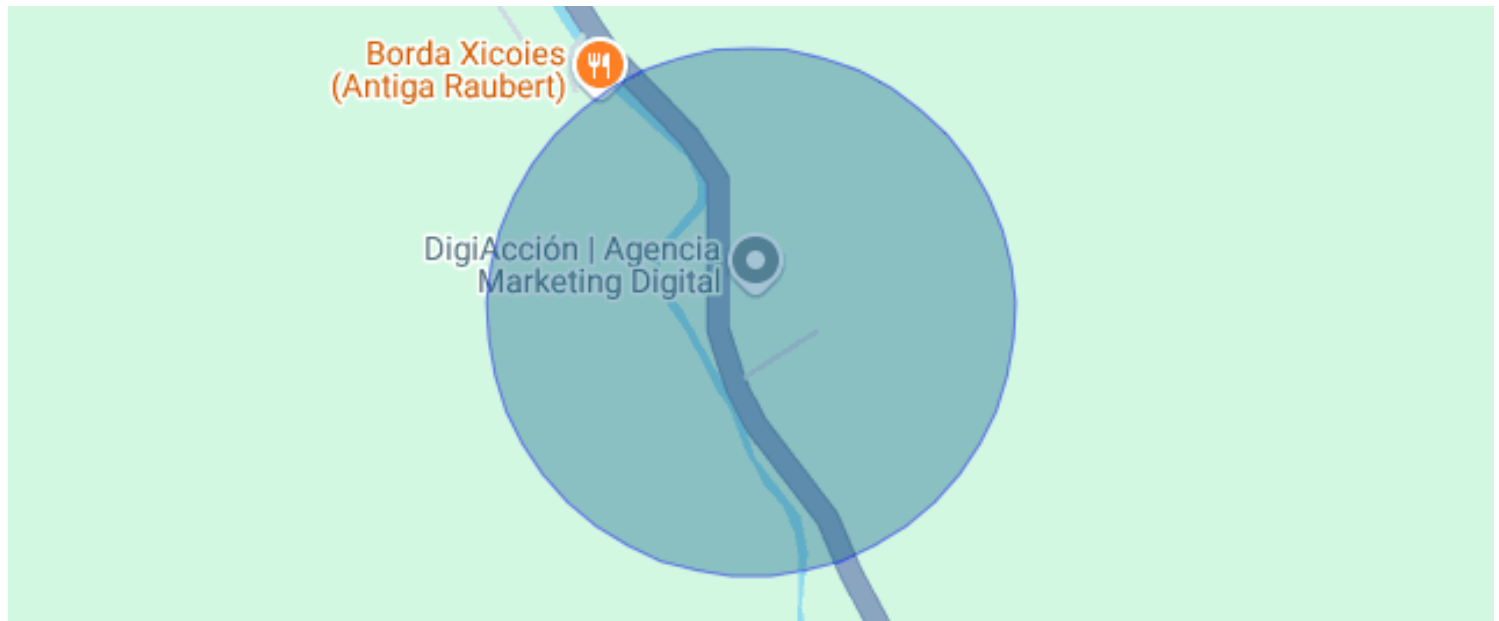 Borda Xicoies
(Antiga Raubert)
DigiAcción | Agencia
Marketing Digital